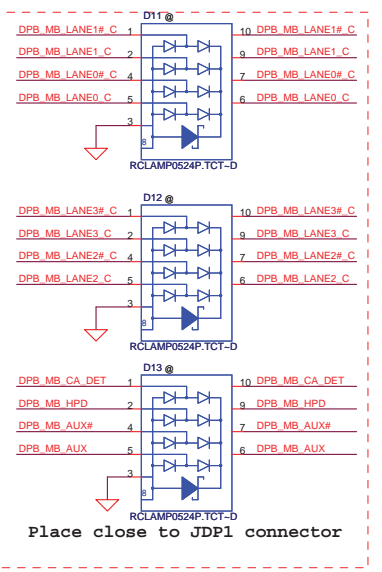 D11 @
DPB_MB_LANE1#_C 1 10 DPB_MB_LANE1#_C
DPB_MB_LANE1_C 2 9 DPB_MB_LANE1_C
DPB_MB_LANE0#_C 4 7 DPB_MB_LANE0#_C
DPB_MB_LANE0_C 5 6 DPB_MB_LANE0_C
3
8
RCLAMP0524P.TCT~D
D12 @
DPB_MB_LANE3#_C 1 10 DPB_MB_LANE3#_C
DPB_MB_LANE3_C 2 9 DPB_MB_LANE3_C
DPB_MB_LANE2#_C 4 7 DPB_MB_LANE2#_C
DPB_MB_LANE2_C 5 6 DPB_MB_LANE2_C
3
8
RCLAMP0524P.TCT~D
D13 @
DPB_MB_CA_DET 1 10 DPB_MB_CA_DET
DPB_MB_HPD 2 9 DPB_MB_HPD
DPB_MB_AUX# 4 7 DPB_MB_AUX#
DPB_MB_AUX 5 6 DPB_MB_AUX
3
8
RCLAMP0524P.TCT~D
Place close to JDP1 connector